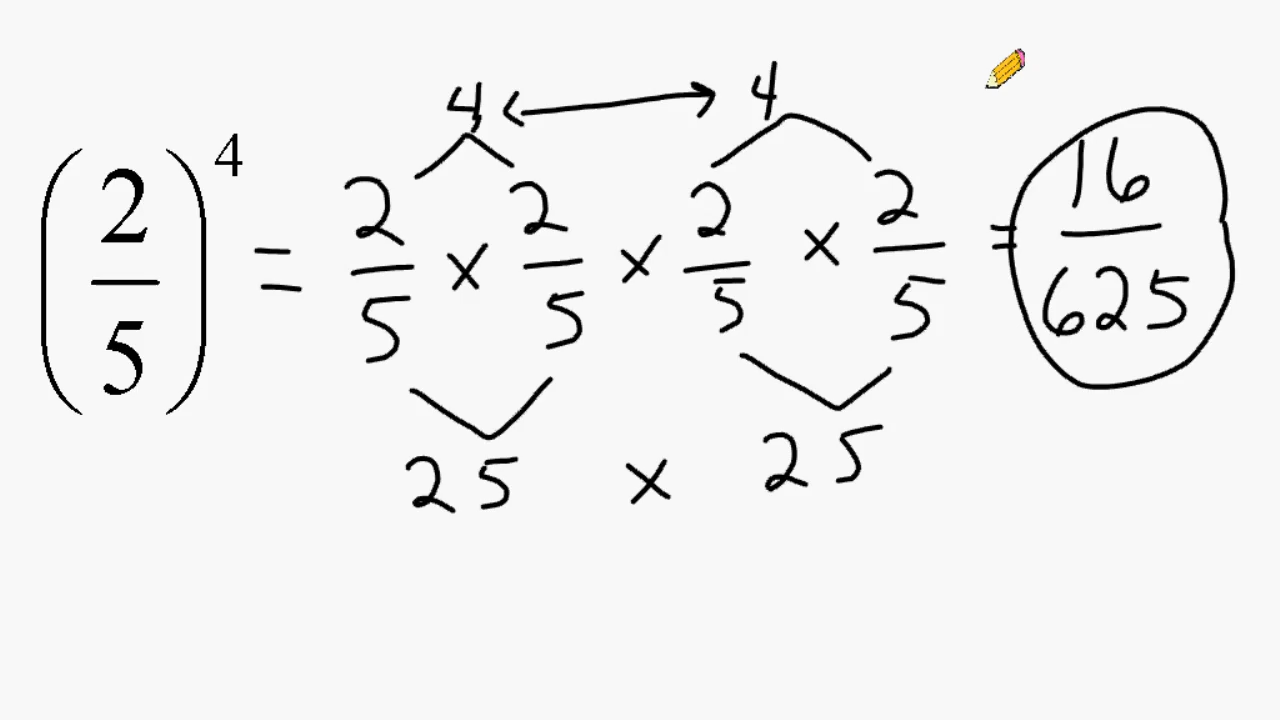 4 ↔ 4
(2/5)^4 = 2/5 × 2/5 × 2/5 × 2/5 = 16/625
25 × 25